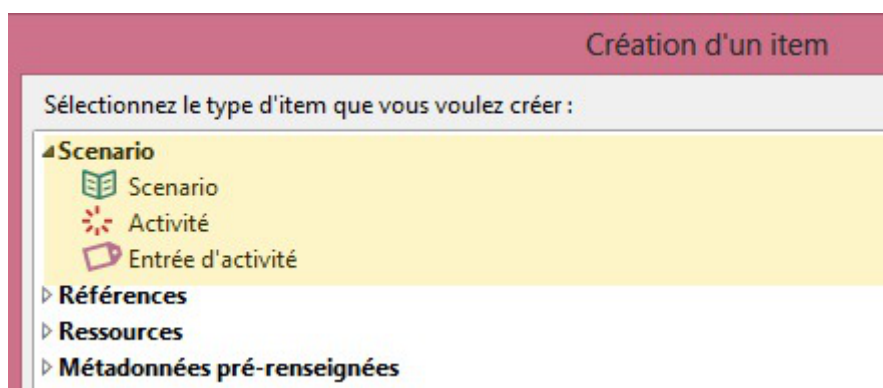 Création d'un item
Sélectionnez le type d'item que vous voulez créer :
Scenario
Scenario
Activité
Entrée d'activité
Références
Ressources
Métadonnées pré-renseignées